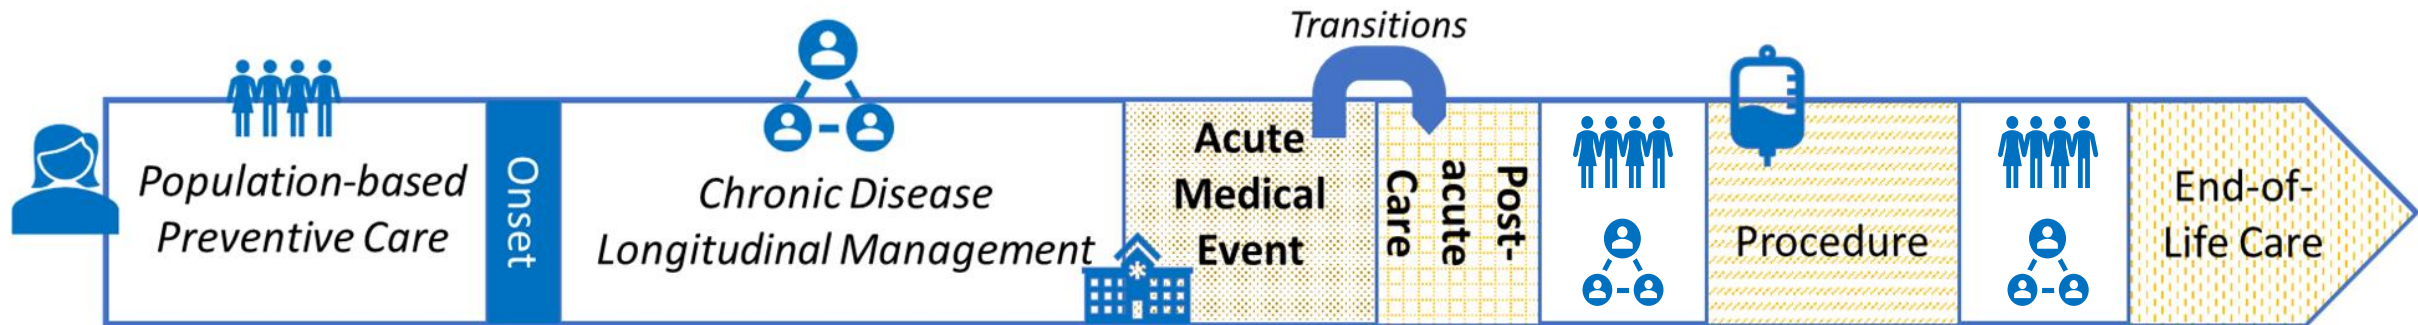 Transitions
Population-based
Preventive Care
Onset
Chronic Disease
Longitudinal Management
Acute
Medical
Event
Post-
acute
Care
Procedure
End-of-
Life Care